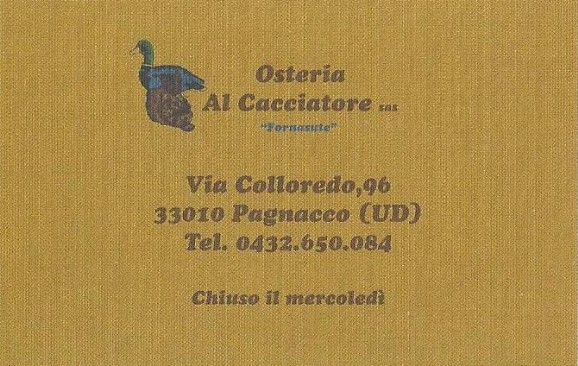 Osteria
Al Cacciatore sas
"Fornasute"
Via Colloredo,96
33010 Pagnacco (UD)
Tel. 0432.650.084
Chiuso il mercoledì